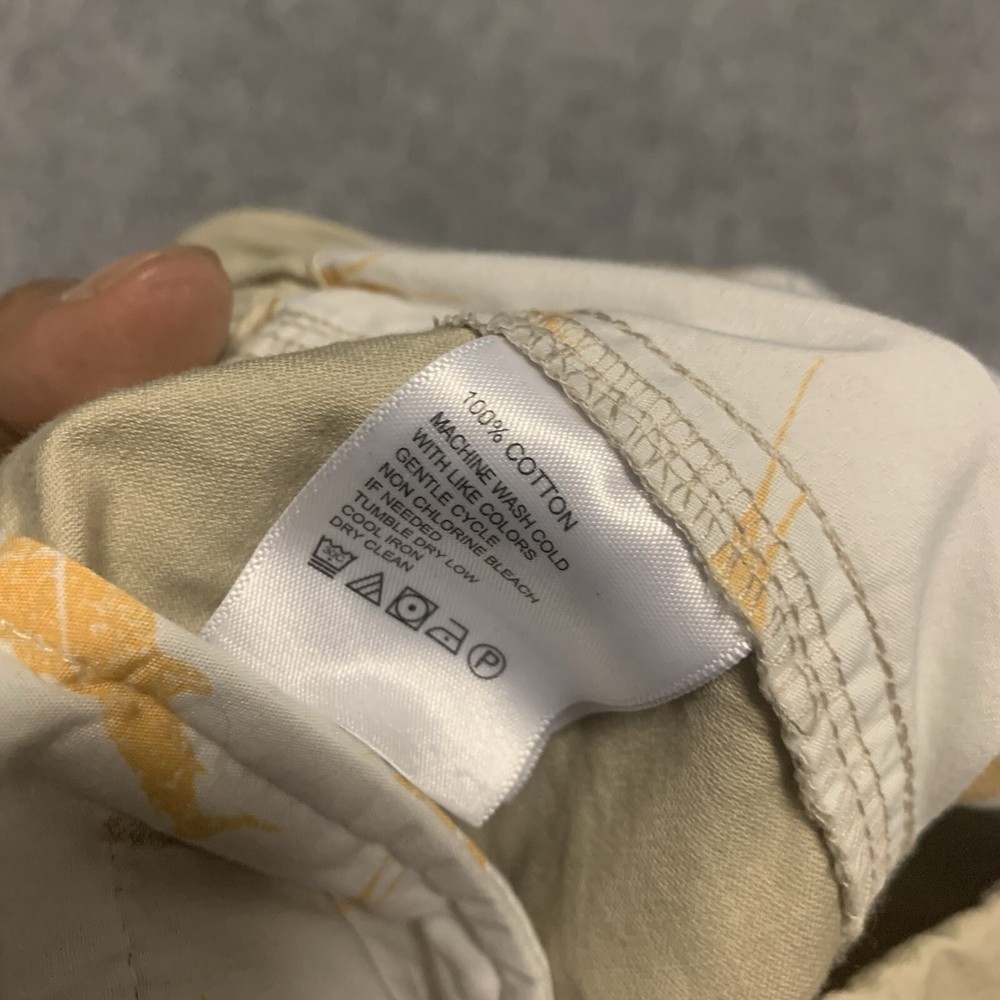 100% COTTON
MACHINE WASH COLD
WITH LIKE COLORS
GENTLE CYCLE
NON CHLORINE BLEACH
IF NEEDED
TUMBLE DRY LOW
COOL IRON
DRY CLEAN
P